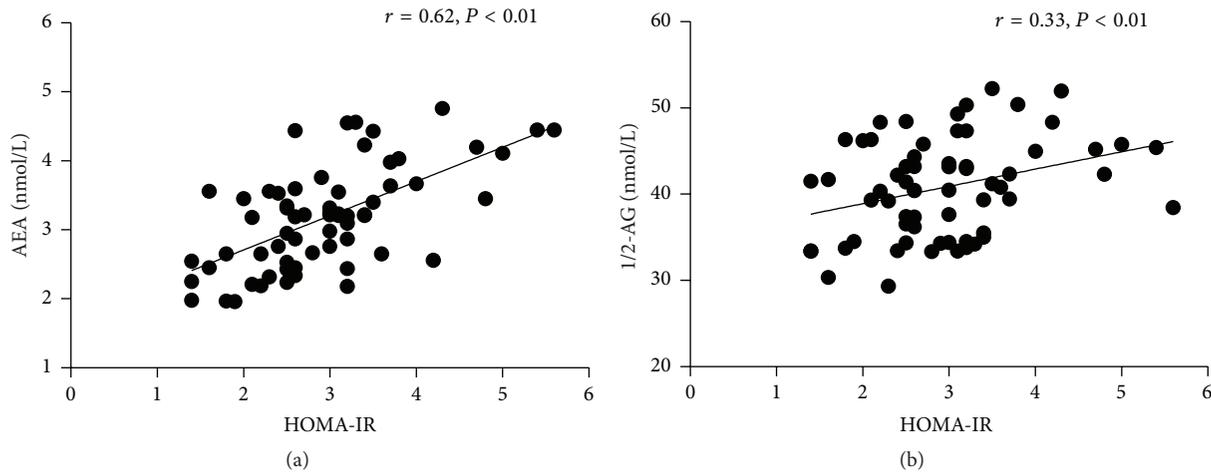 r = 0.62, P < 0.01
6
5
4
3
2
1
AEA (nmol/L)
0 1 2 3 4 5 6
HOMA-IR
(a)
r = 0.33, P < 0.01
60
50
40
30
20
1/2-AG (nmol/L)
0 1 2 3 4 5 6
HOMA-IR
(b)